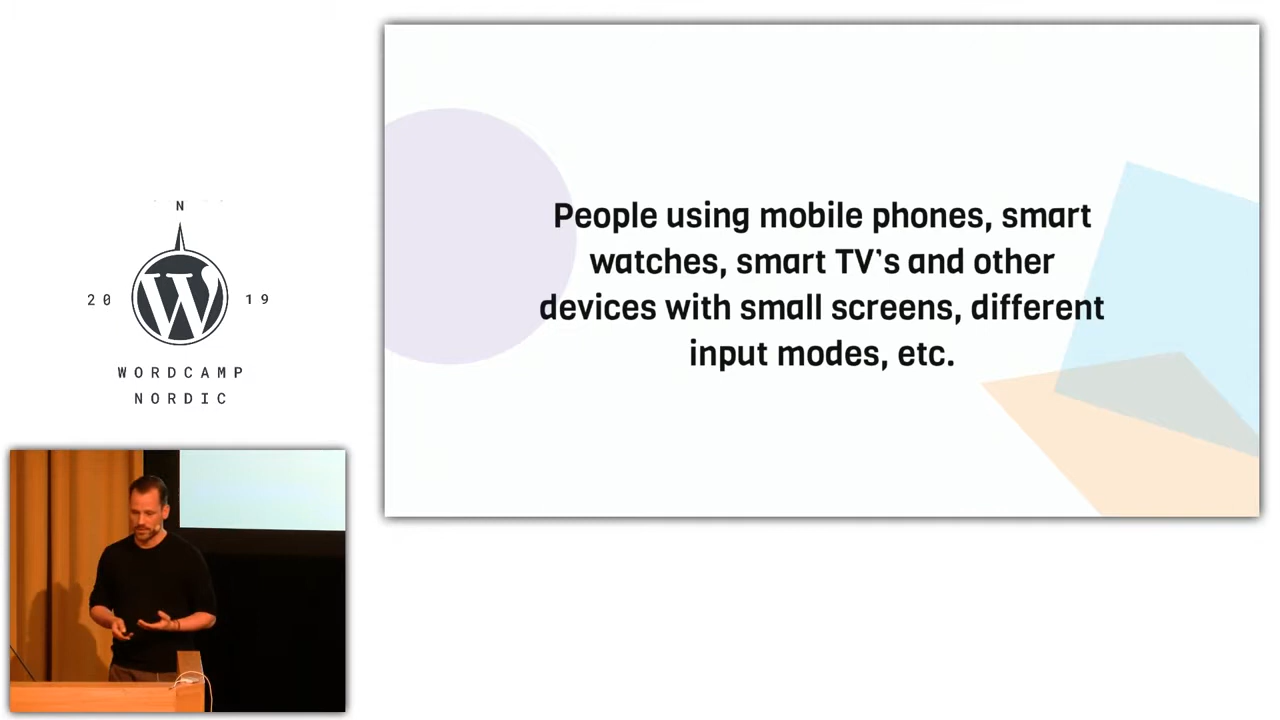 N
20 19
WORDCAMP
NORDIC
People using mobile phones, smart
watches, smart TV's and other
devices with small screens, different
input modes, etc.